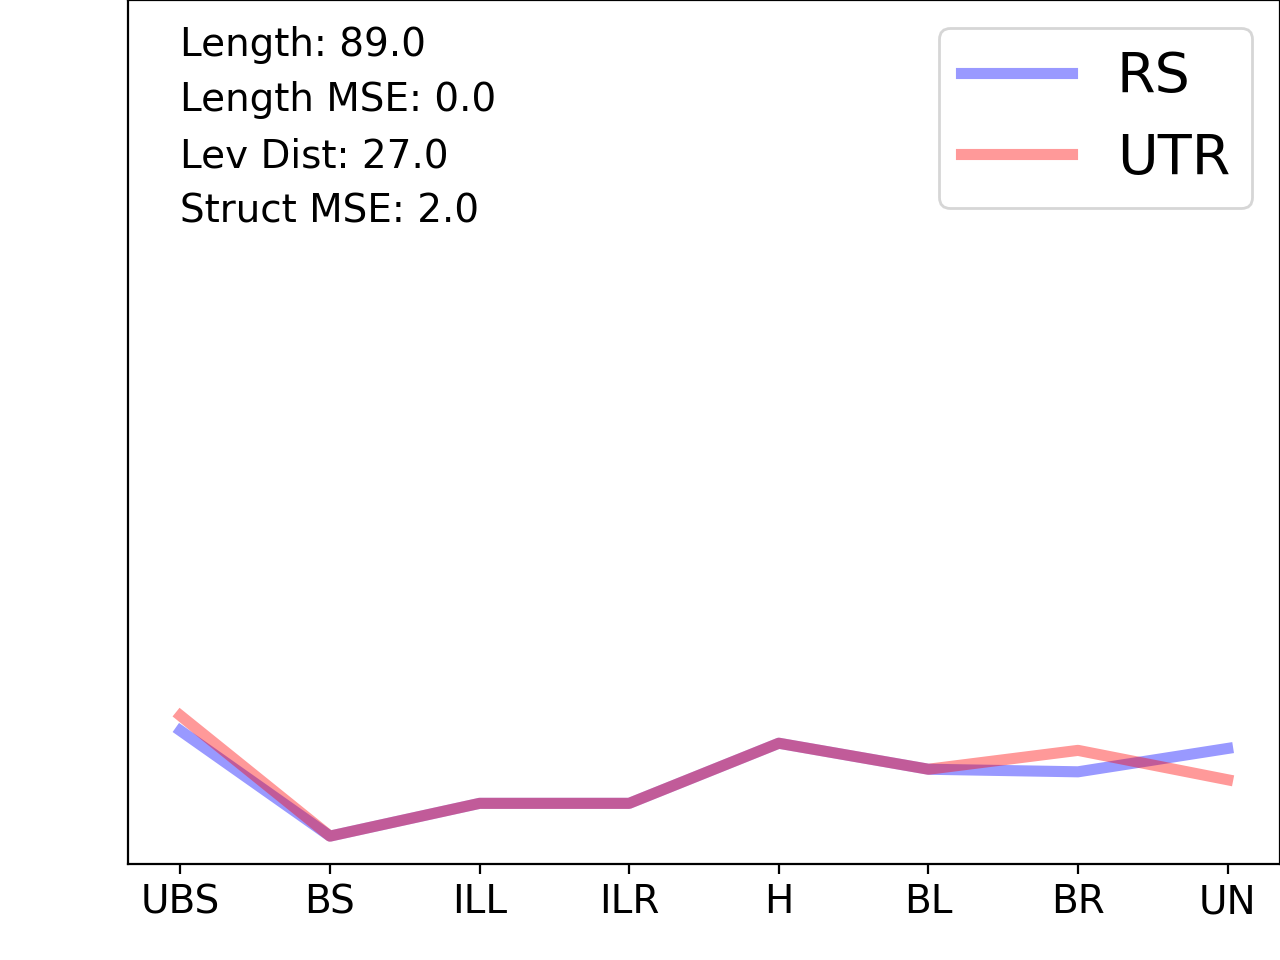 Length: 89.0
Length MSE: 0.0
Lev Dist: 27.0
Struct MSE: 2.0
RS
UTR
UBS BS ILL ILR H BL BR UN